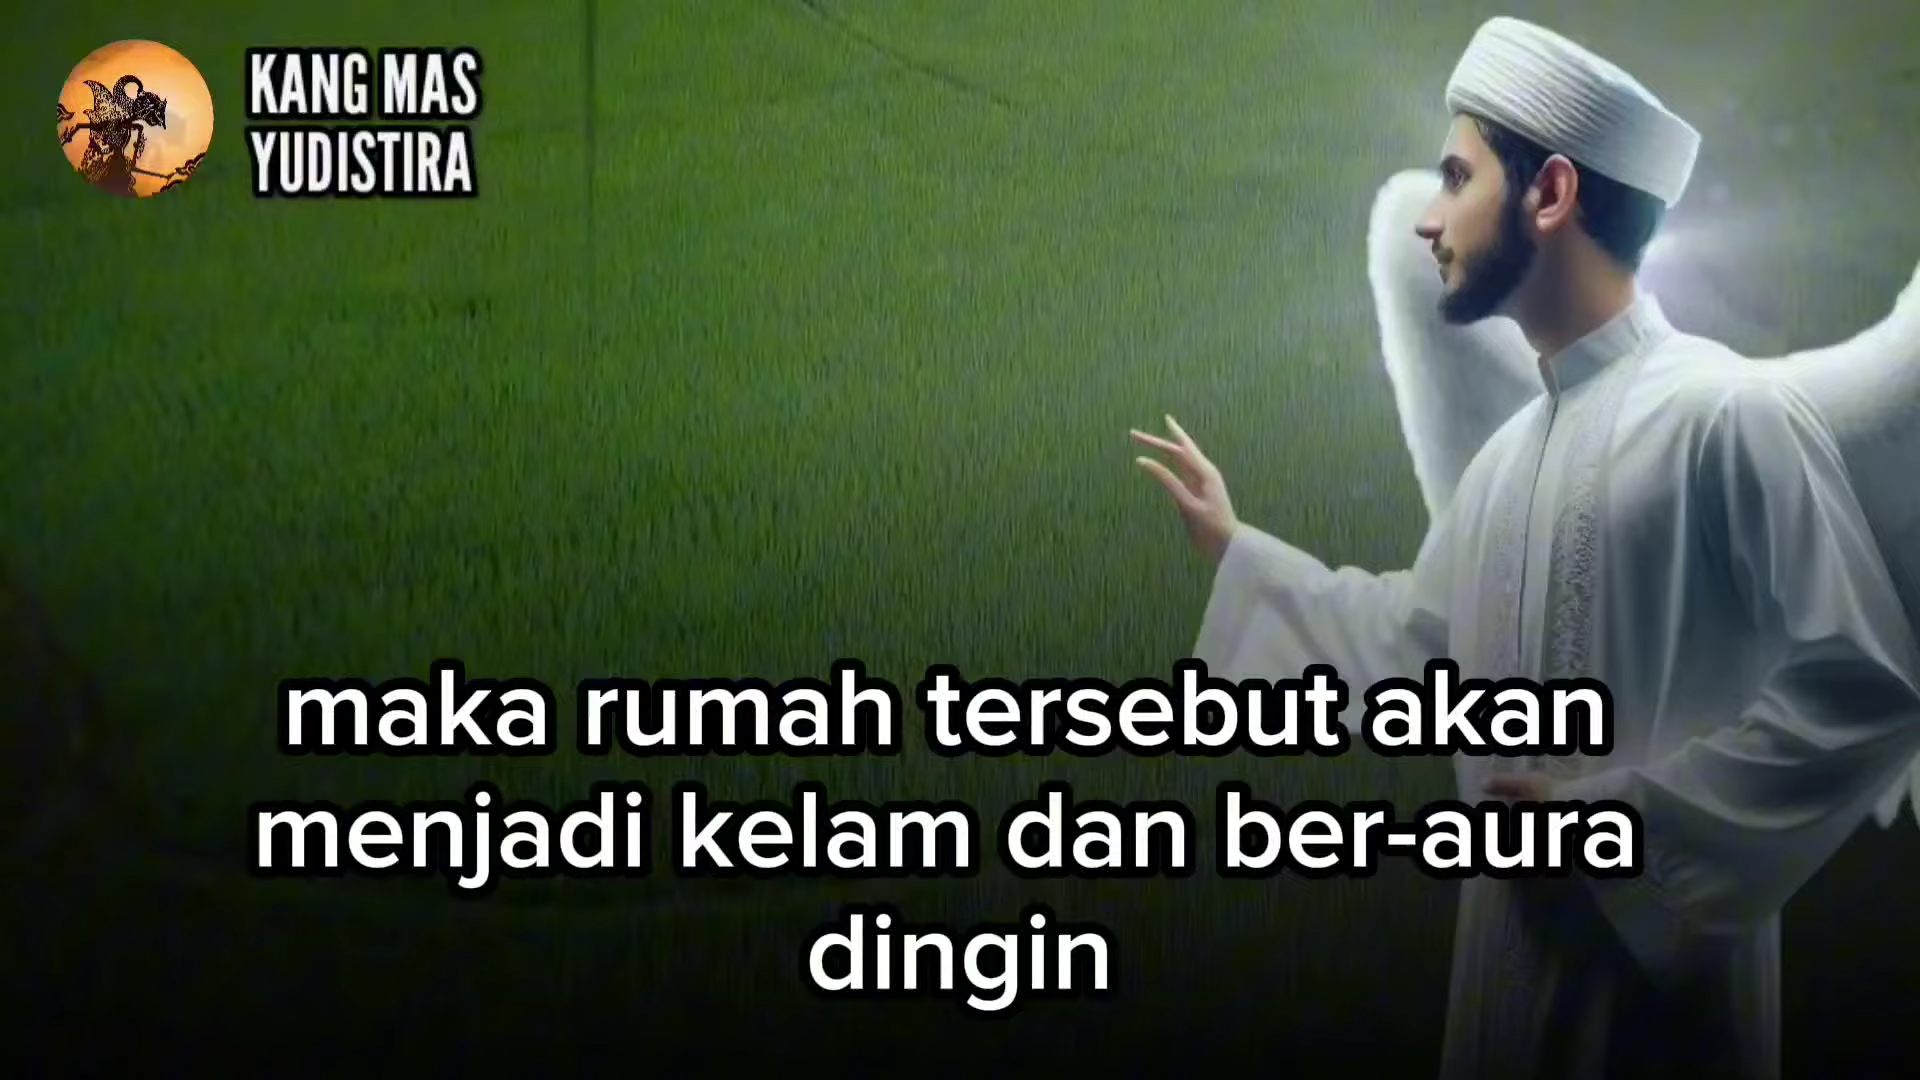 KANG MAS
YUDISTIRA
maka rumah tersebut akan
menjadi kelam dan ber-aura
dingin